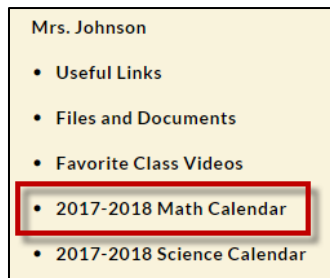 Mrs. Johnson
• Useful Links
• Files and Documents
• Favorite Class Videos
• 2017-2018 Math Calendar
• 2017-2018 Science Calendar